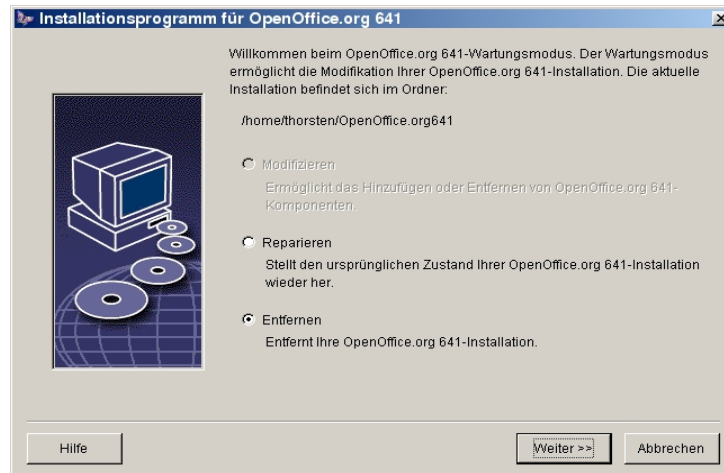 Installationsprogramm für OpenOffice.org 641
Willkommen beim OpenOffice.org 641-Wartungsmodus. Der Wartungsmodus
ermöglicht die Modifikation Ihrer OpenOffice.org 641-Installation. Die aktuelle
Installation befindet sich im Ordner:
/home/thorsten/OpenOffice.org641
Modifizieren
Ermöglicht das Hinzufügen oder Entfernen von OpenOffice.org 641-
Komponenten.
Reparieren
Stellt den ursprünglichen Zustand Ihrer OpenOffice.org 641-Installation
wieder her.
Entfernen
Entfernt Ihre OpenOffice.org 641-Installation.
Hilfe
Weiter >>
Abbrechen